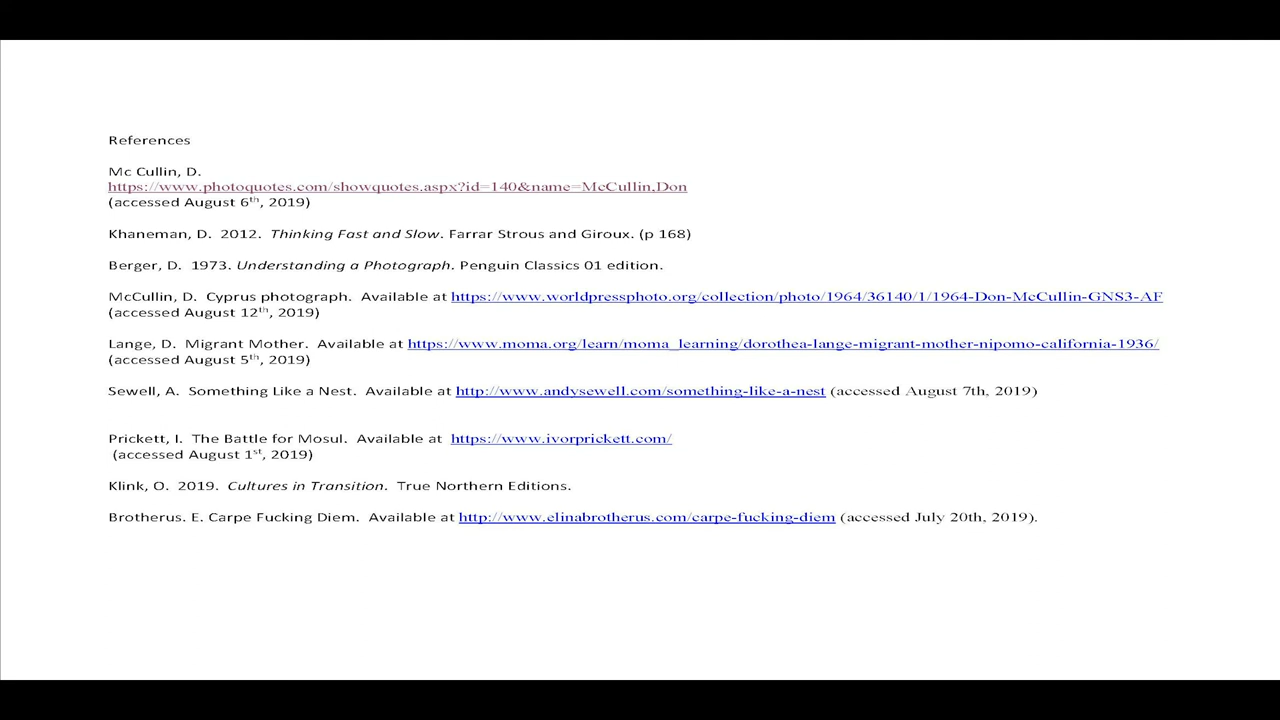 References
Mc Cullin, D.
https://www.photoquotes.com/showquotes.aspx?id=140&name=McCullin,Don
(accessed August 6th, 2019)
Khaneman, D. 2012. Thinking Fast and Slow. Farrar Strous and Giroux. (p 168)
Berger, D. 1973. Understanding a Photograph. Penguin Classics 01 edition.
McCullin, D. Cyprus photograph. Available at https://www.worldpressphoto.org/collection/photo/1964/36140/1/1964-Don-McCullin-GNS3-AF
(accessed August 12th, 2019)
Lange, D. Migrant Mother. Available at https://www.moma.org/learn/moma_learning/dorothea-lange-migrant-mother-nipomo-california-1936/
(accessed August 5th, 2019)
Sewell, A. Something Like a Nest. Available at http://www.andysewell.com/something-like-a-nest (accessed August 7th, 2019)
Prickett, I. The Battle for Mosul. Available at https://www.ivorprickett.com/
(accessed August 1st, 2019)
Klink, O. 2019. Cultures in Transition. True Northern Editions.
Brotherus. E. Carpe Fucking Diem. Available at http://www.elinabrotherus.com/carpe-fucking-diem (accessed July 20th, 2019).